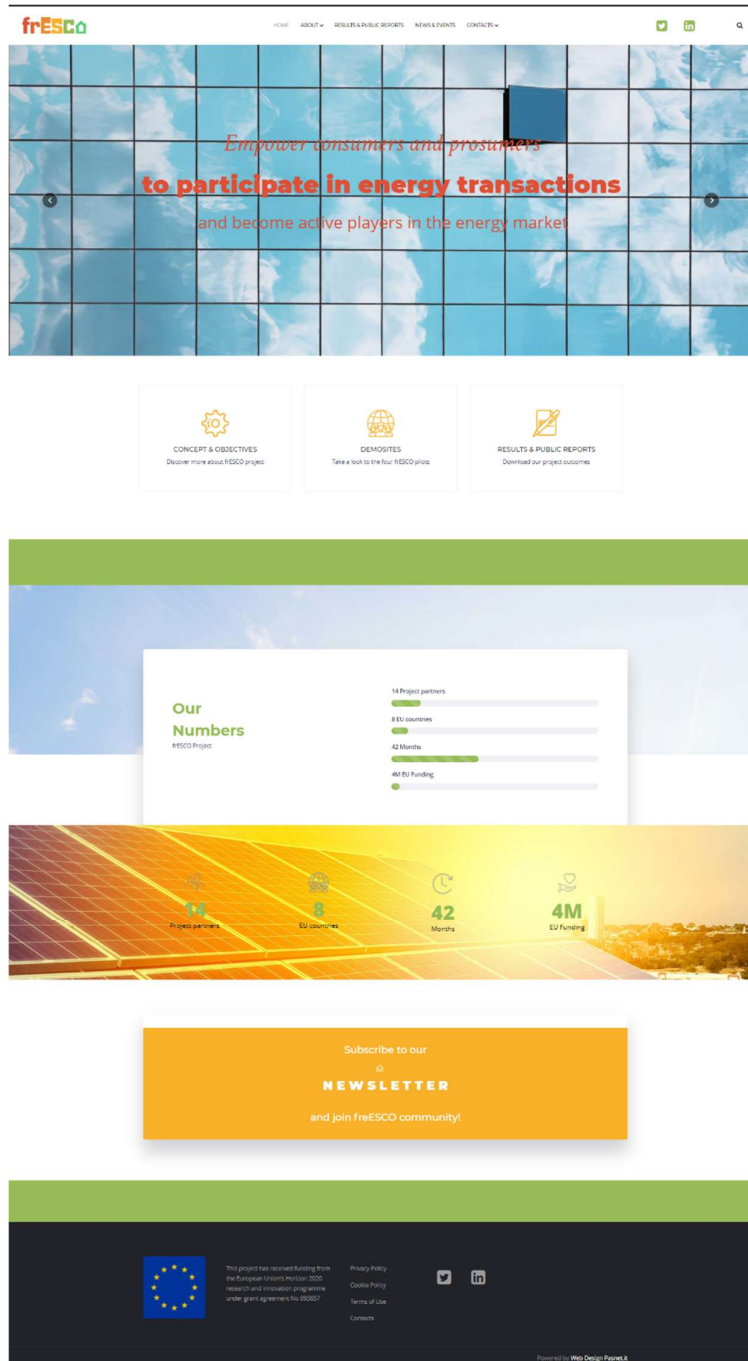 frESCO
HOME ABOUT RESULTS & PUBLIC REPORTS NEWS & EVENTS CONTACTS
Empower consumers and prosumers
to participate in energy transactions
and become active players in the energy market
CONCEPT & OBJECTIVES
Discover more about frESCO project
DEMOSITES
Take a look to the four frESCO pilots
RESULTS & PUBLIC REPORTS
Download our project outcomes
Our
Numbers
frESCO Project
14 Project partners
8 EU countries
42 Months
4M EU Funding
14
Project partners
8
EU countries
42
Months
4M
EU Funding
Subscribe to our
NEWSLETTER
and join freESCO community!
This project has received funding from
the European Union's Horizon 2020
research and innovation programme
under grant agreement No 893857
Privacy Policy
Cookie Policy
Terms of Use
Contacts
Powered by Web Design Pasnet.it